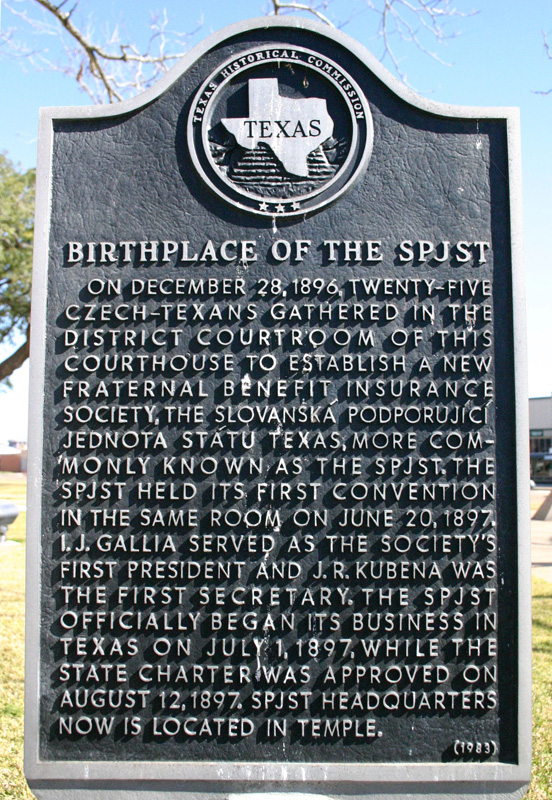 TEXAS HISTORICAL COMMISSION
TEXAS
BIRTHPLACE OF THE SPJST
ON DECEMBER 28, 1896, TWENTY-FIVE
CZECH-TEXANS GATHERED IN THE
DISTRICT COURTROOM OF THIS
COURTHOUSE TO ESTABLISH A NEW
FRATERNAL BENEFIT INSURANCE
SOCIETY, THE SLOVANSKÁ PODPORUJÍCÍ
JEDNOTA STÁTU TEXAS, MORE COM-
MONLY KNOWN AS THE SPJST. THE
SPJST HELD ITS FIRST CONVENTION
IN THE SAME ROOM ON JUNE 20, 1897.
I.J. GALLIA SERVED AS THE SOCIETY'S
FIRST PRESIDENT AND J.R. KUBENA WAS
THE FIRST SECRETARY. THE SPJST
OFFICIALLY BEGAN ITS BUSINESS IN
TEXAS ON JULY 1, 1897, WHILE THE
STATE CHARTER WAS APPROVED ON
AUGUST 12, 1897. SPJST HEADQUARTERS
NOW IS LOCATED IN TEMPLE.
(1983)